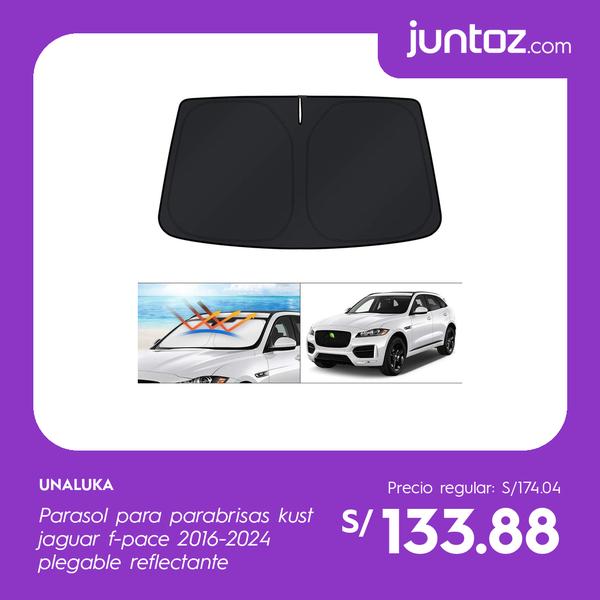 juntoz.com
UNALUKA
Parasol para parabrisas kust
jaguar f-pace 2016-2024
plegable reflectante
Precio regular: S/174.04
S/133.88